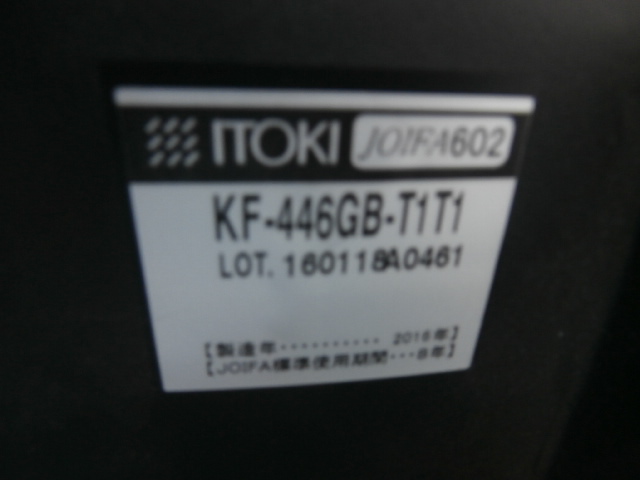 ITOKI JOIFA602
KF-446GB-T1T1
LOT. 160118A0461
[製造年.......... 2016年]
[JOIFA標準使用期間...8年]